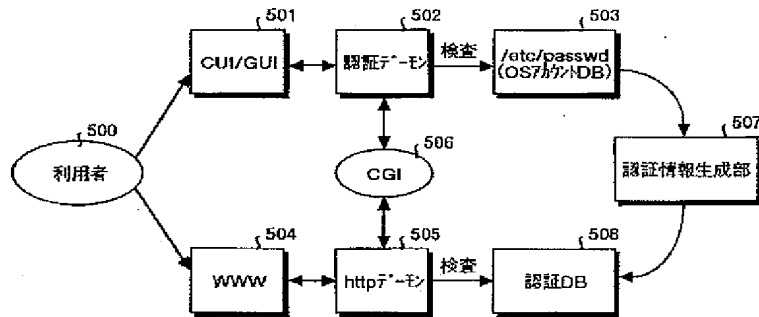 501
502
503
CUI/GUI
認証デーモン
検査
/etc/passwd
(OSアカウントDB)
500
利用者
506
CGI
507
認証情報生成部
504
505
508
WWW
httpデーモン
検査
認証DB